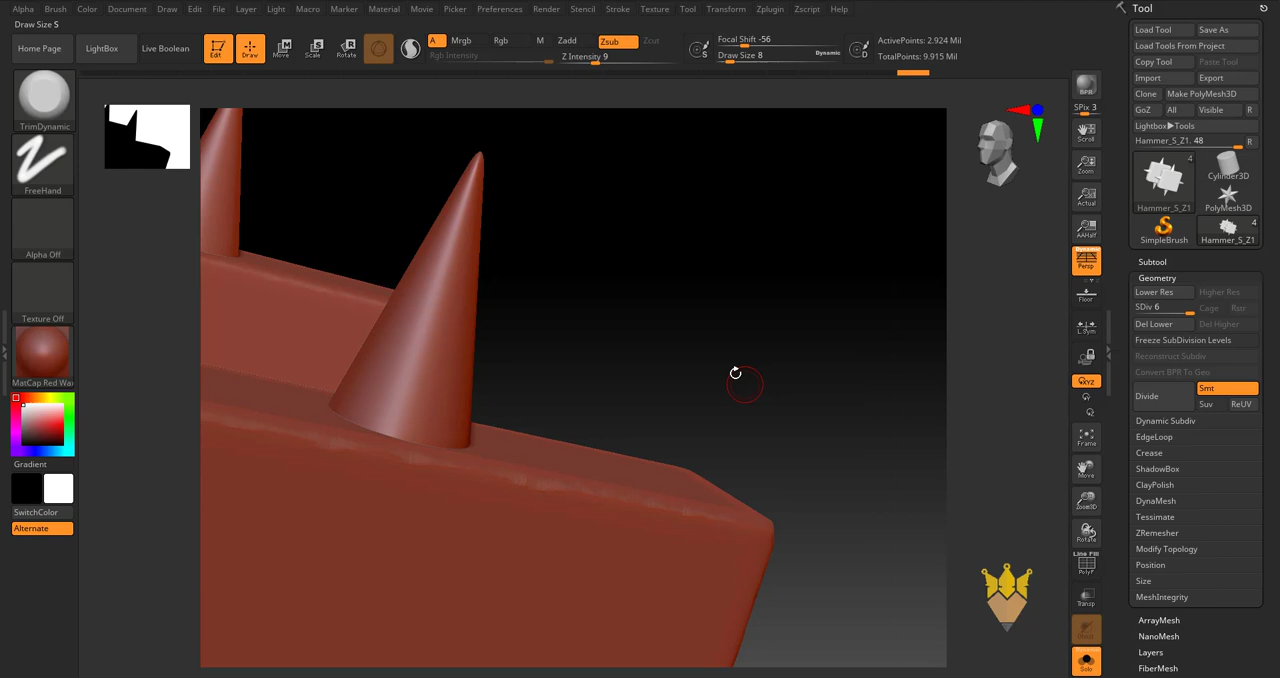 Alpha Brush Color Document Draw Edit File Layer Light Macro Marker Material Movie Picker Preferences Render Stencil Stroke Texture Tool Transform Zplugin Zscript Help
Draw Size S
Home Page LightBox Live Boolean Edit Draw Move Scale Rotate A Mrgb Rgb M Zadd Zsub Zcut
Rgb Intensity Z Intensity 9
Focal Shift -56
Draw Size 8 Dynamic
S D
ActivePoints: 2.924 Mil
TotalPoints: 9.915 Mil
TrimDynamic
FreeHand
Alpha Off
Texture Off
MatCap Red Wax
Gradient
SwitchColor
Alternate
BPR
SPix 3
Scroll
Zoom
Actual
AAHalf
Dynamic
Persp
Floor
L.Sym
XYZ
Frame
Move
Zoom3D
Rotate
Line Fill
PolyF
Transp
Ghost
Solo
Tool
Load Tool Save As
Load Tools From Project
Copy Tool Paste Tool
Import Export
Clone Make PolyMesh3D
GoZ All Visible R
Lightbox▶Tools
Hammer_S_Z1. 48 R
4
Hammer_S_Z1
Cylinder3D
PolyMesh3D
SimpleBrush
4
Hammer_S_Z1
Subtool
Geometry
Lower Res Higher Res
SDiv 6 Cage Rstr
Del Lower Del Higher
Freeze SubDivision Levels
Reconstruct Subdiv
Convert BPR To Geo
Divide Smt
Suv ReUV
Dynamic Subdiv
EdgeLoop
Crease
ShadowBox
ClayPolish
DynaMesh
Tessimate
ZRemesher
Modify Topology
Position
Size
MeshIntegrity
ArrayMesh
NanoMesh
Layers
FiberMesh